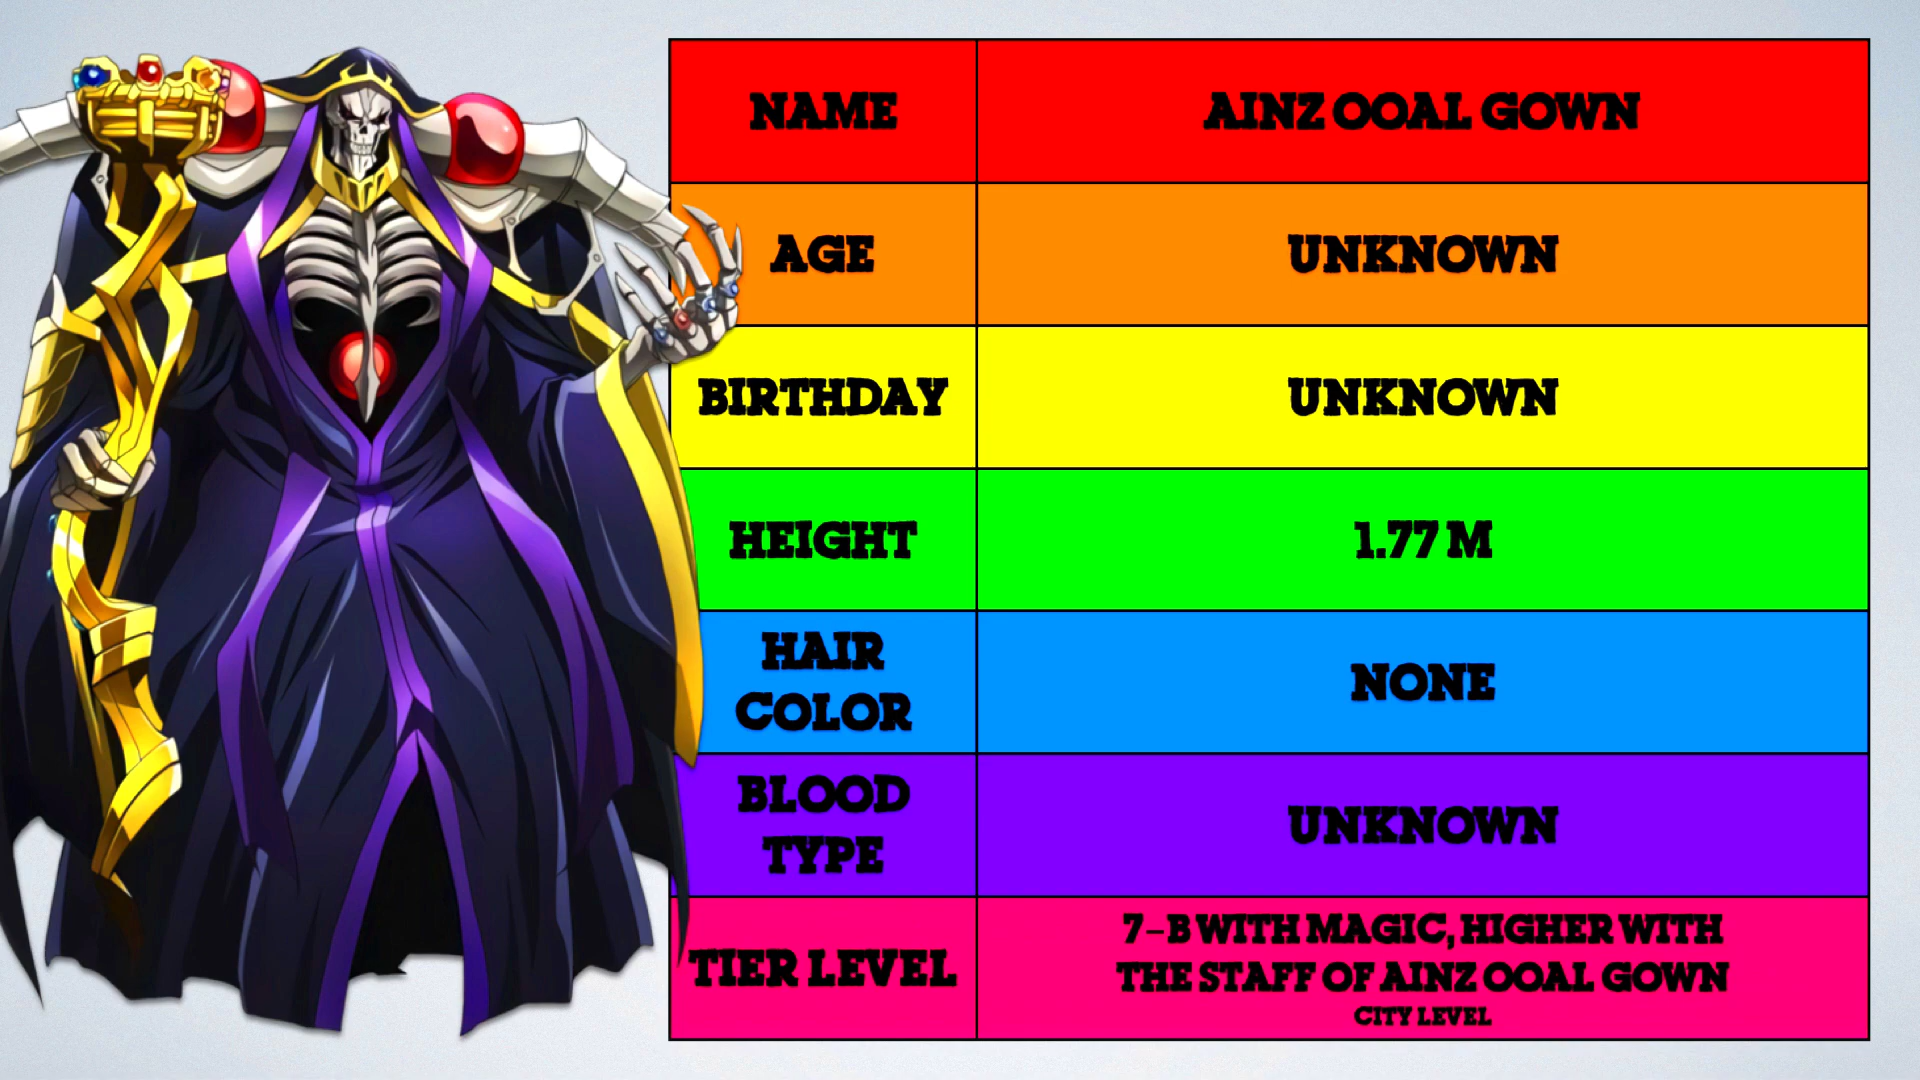 NAME AINZ OOAL GOWN
AGE UNKNOWN
BIRTHDAY UNKNOWN
HEIGHT 1.77 M
HAIR
COLOR
NONE
BLOOD
TYPE
UNKNOWN
TIER LEVEL
7-B WITH MAGIC, HIGHER WITH
THE STAFF OF AINZ OOAL GOWN
CITY LEVEL